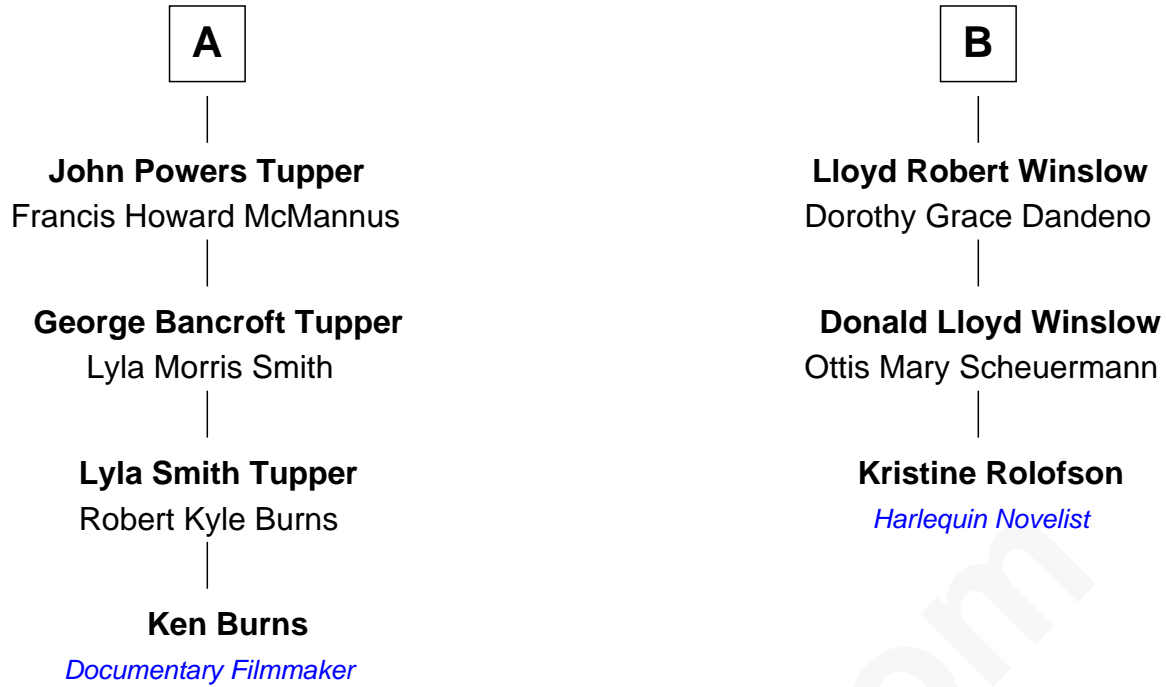 A
John Powers Tupper
Francis Howard McMannus
George Bancroft Tupper
Lyla Morris Smith
Lyla Smith Tupper
Robert Kyle Burns
Ken Burns
Documentary Filmmaker
B
Lloyd Robert Winslow
Dorothy Grace Dandeno
Donald Lloyd Winslow
Ottis Mary Scheuermann
Kristine Rolofson
Harlequin Novelist
om